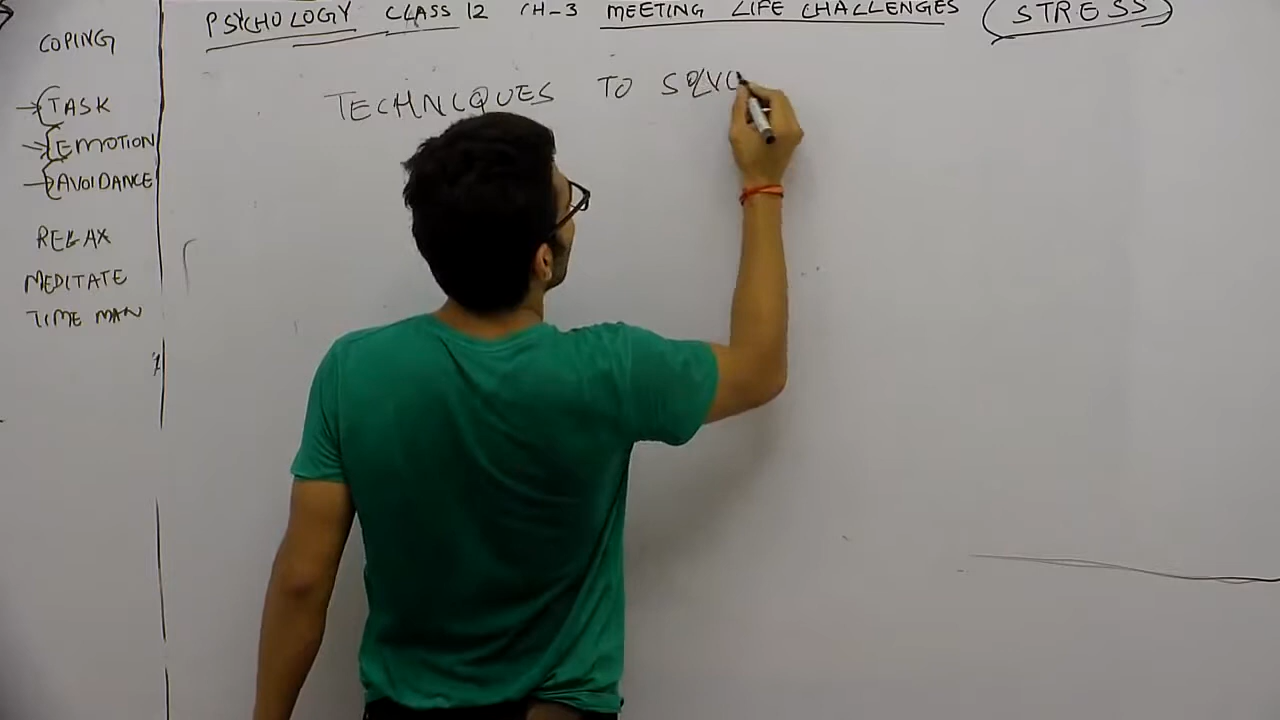 PSYCHOLOGY CLASS 12 CH-3 MEETING LIFE CHALLENGES (STRESS)
COPING
TASK
EMOTION
AVOIDANCE
RELAX
MEDITATE
TIME MAN
TECHNIQUES TO SOLV